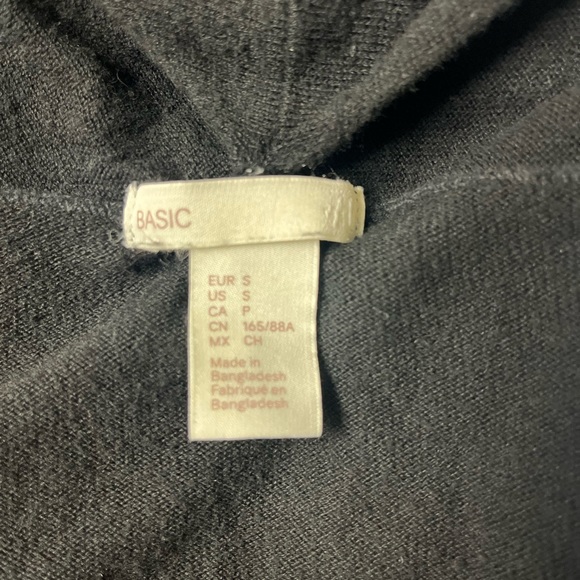 BASIC
EUR S
US S
CA P
CN 165/88A
MX CH
Made in
Bangladesh
Fabriqué en
Bangladesh